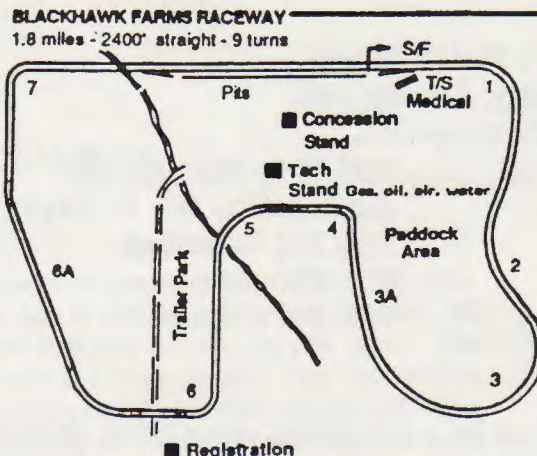 BLACKHAWK FARMS RACEWAY
1.8 miles - 2400" straight - 9 turns
S/F
7
T/S
Medical
1
Pits
Concession
Stand
Tech
Stand Gas, oil, air, water
5
4
Paddock
Area
2
6A
3A
Trailer Park
3
6
Registration